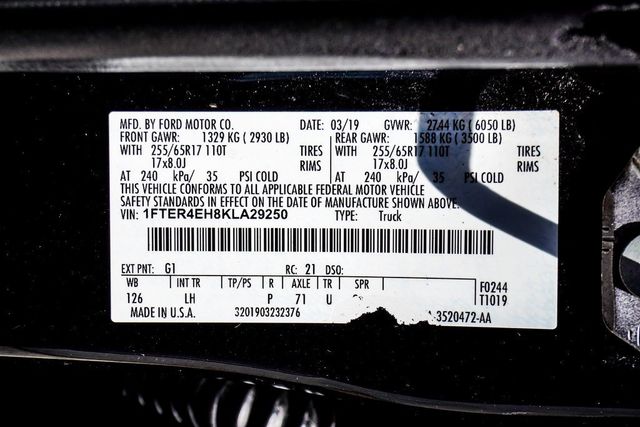 MFD. BY FORD MOTOR CO. DATE: 03/19 GVWR: 2744 KG ( 6050 LB)
FRONT GAWR: 1329 KG ( 2930 LB) REAR GAWR: 1588 KG ( 3500 LB)
WITH 255/65R17 110T TIRES WITH 255/65R17 110T TIRES
17x8.0J RIMS 17x8.0J RIMS
AT 240 kPa/ 35 PSI COLD AT 240 kPa/ 35 PSI COLD
THIS VEHICLE CONFORMS TO ALL APPLICABLE FEDERAL MOTOR VEHICLE
SAFETY STANDARDS IN EFFECT ON THE DATE OF MANUFACTURE SHOWN ABOVE.
VIN: 1FTER4EH8KLA29250 TYPE: Truck
EXT PNT: G1 RC: 21 DSO:
WB INT TR TP/PS R AXLE TR SPR F0244
126 LH P 71 U T1019
MADE IN U.S.A. 3201903232376 3520472-AA